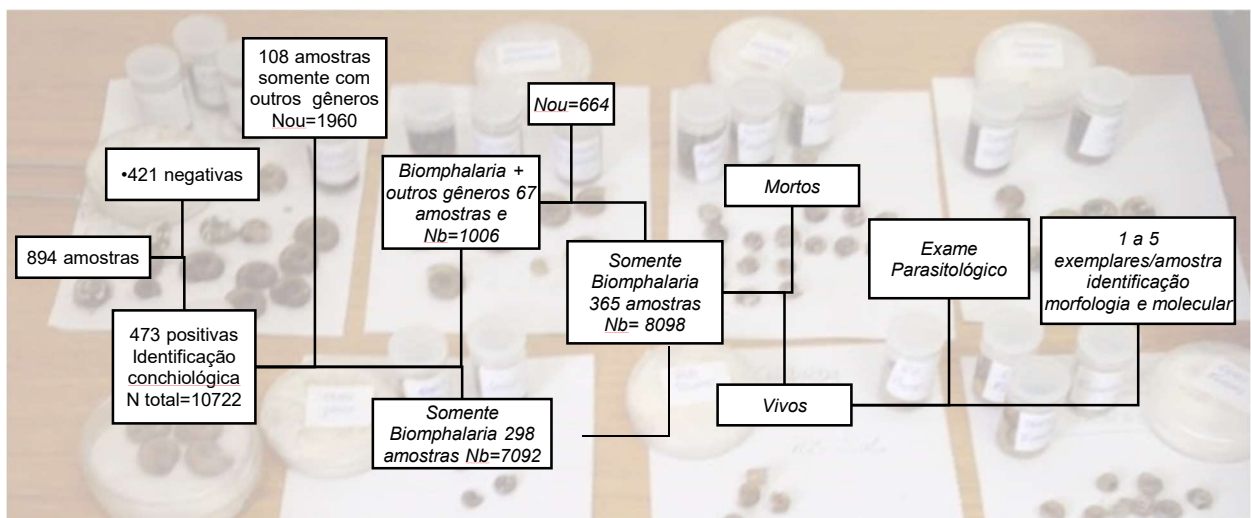 108 amostras
somente com
outros gêneros
Nou=1960
•421 negativas
894 amostras
473 positivas
Identificação
conchiológica
N total=10722
Nou=664
Biomphalaria +
outros gêneros 67
amostras e
Nb=1006
Somente
Biomphalaria 298
amostras Nb=7092
Somente
Biomphalaria
365 amostras
Nb= 8098
Mortos
Vivos
Exame
Parasitológico
1 a 5
exemplares/amostra
identificação
morfologia e molecular